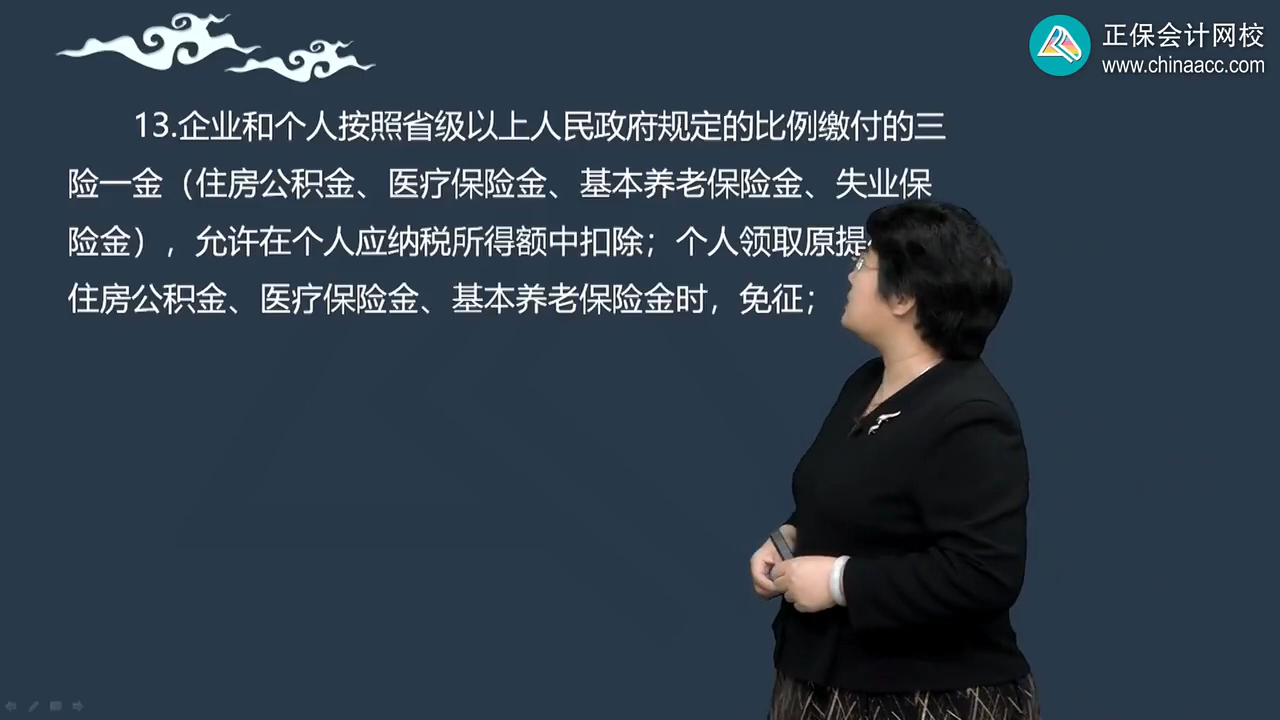 正保会计网校
www.chinaacc.com
13.企业和个人按照省级以上人民政府规定的比例缴付的三
险一金（住房公积金、医疗保险金、基本养老保险金、失业保
险金），允许在个人应纳税所得额中扣除；个人领取原提
住房公积金、医疗保险金、基本养老保险金时，免征；